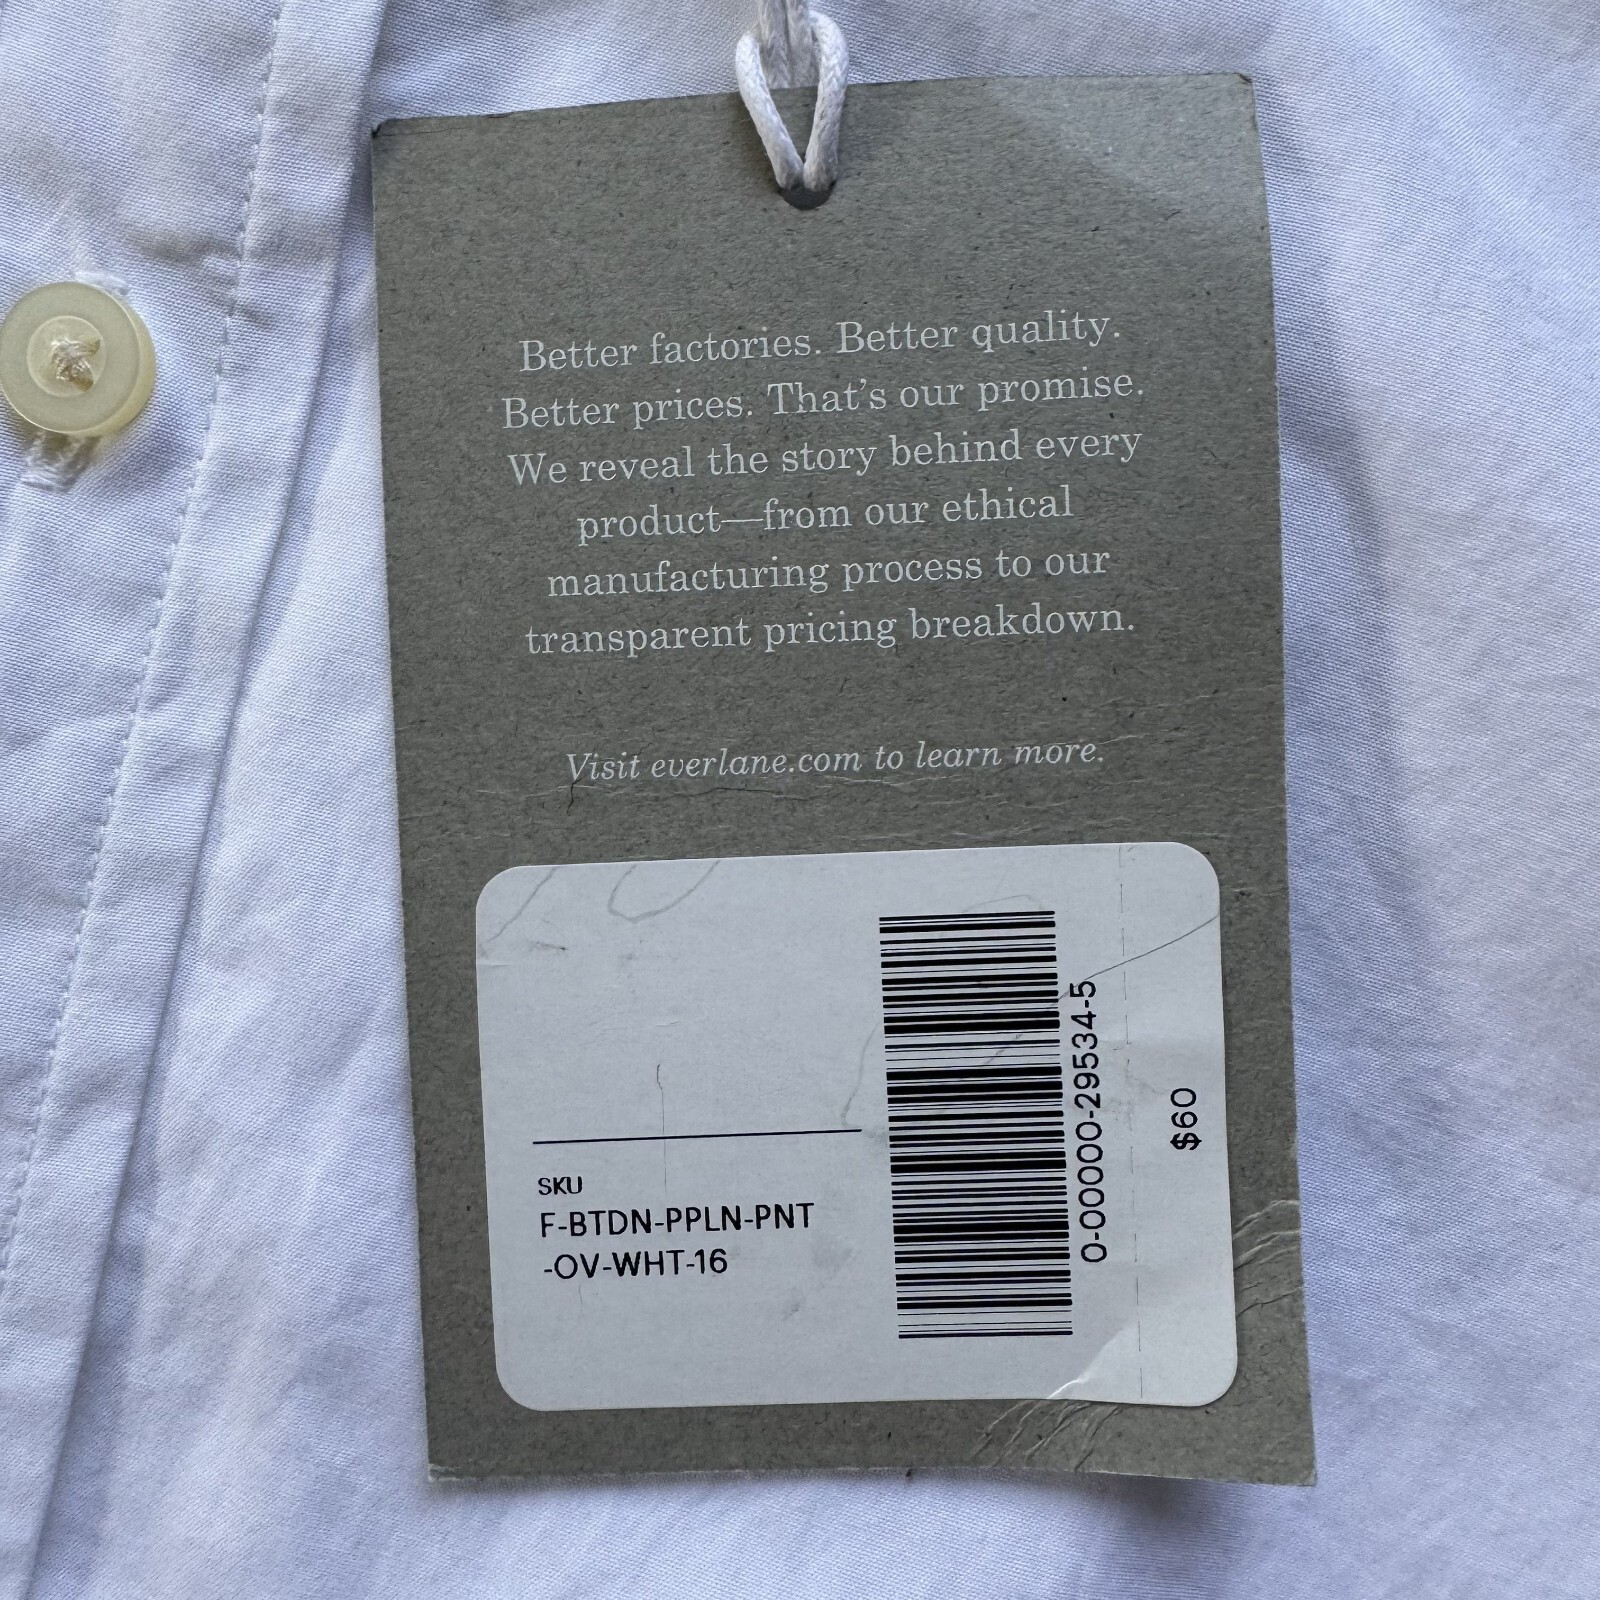 Better factories. Better quality.
Better prices. That's our promise.
We reveal the story behind every
product—from our ethical
manufacturing process to our
transparent pricing breakdown.
Visit everlane.com to learn more.
SKU
F-BTDN-PPLN-PNT
-OV-WHT-16
0-00000-29534-5
$60